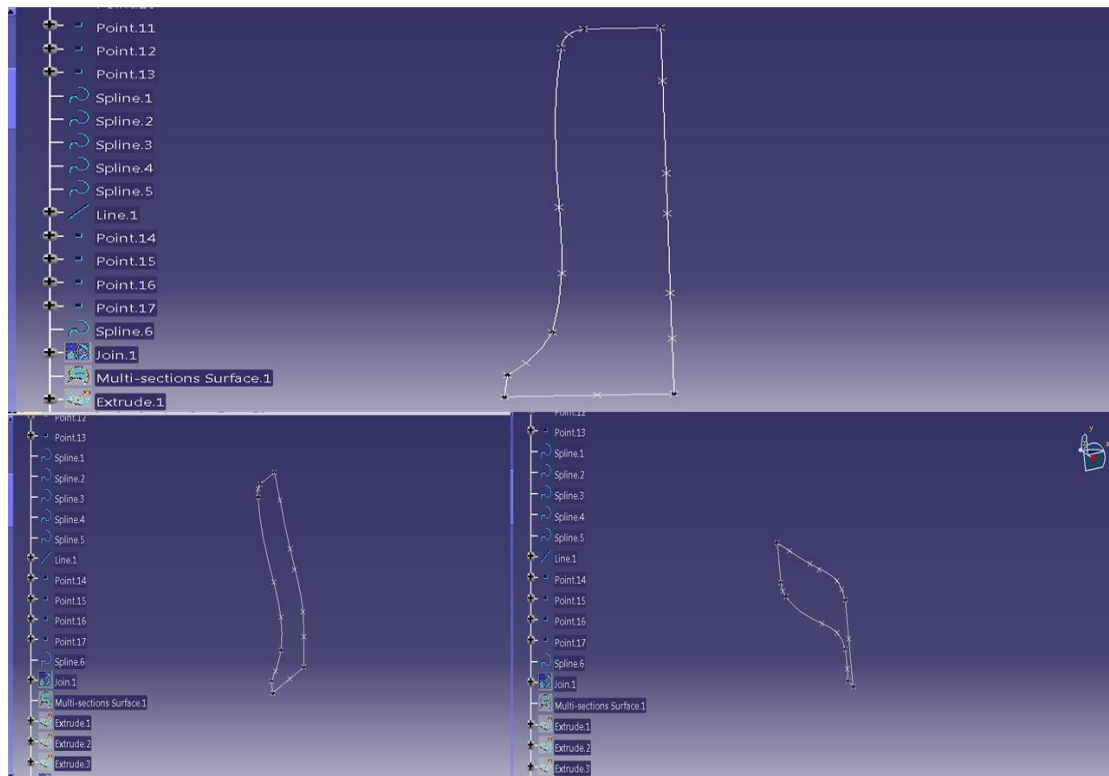 Point.11
Point.12
Point.13
Spline.1
Spline.2
Spline.3
Spline.4
Spline.5
Line.1
Point.14
Point.15
Point.16
Point.17
Spline.6
Join.1
Multi-sections Surface.1
Extrude.1
Point.12
Point.13
Spline.1
Spline.2
Spline.3
Spline.4
Spline.5
Line.1
Point.14
Point.15
Point.16
Point.17
Spline.6
Join.1
Multi-sections Surface.1
Extrude.1
Extrude.2
Extrude.3
Point.12
Point.13
Spline.1
Spline.2
Spline.3
Spline.4
Spline.5
Line.1
Point.14
Point.15
Point.16
Point.17
Spline.6
Join.1
Multi-sections Surface.1
Extrude.1
Extrude.2
Extrude.3
y